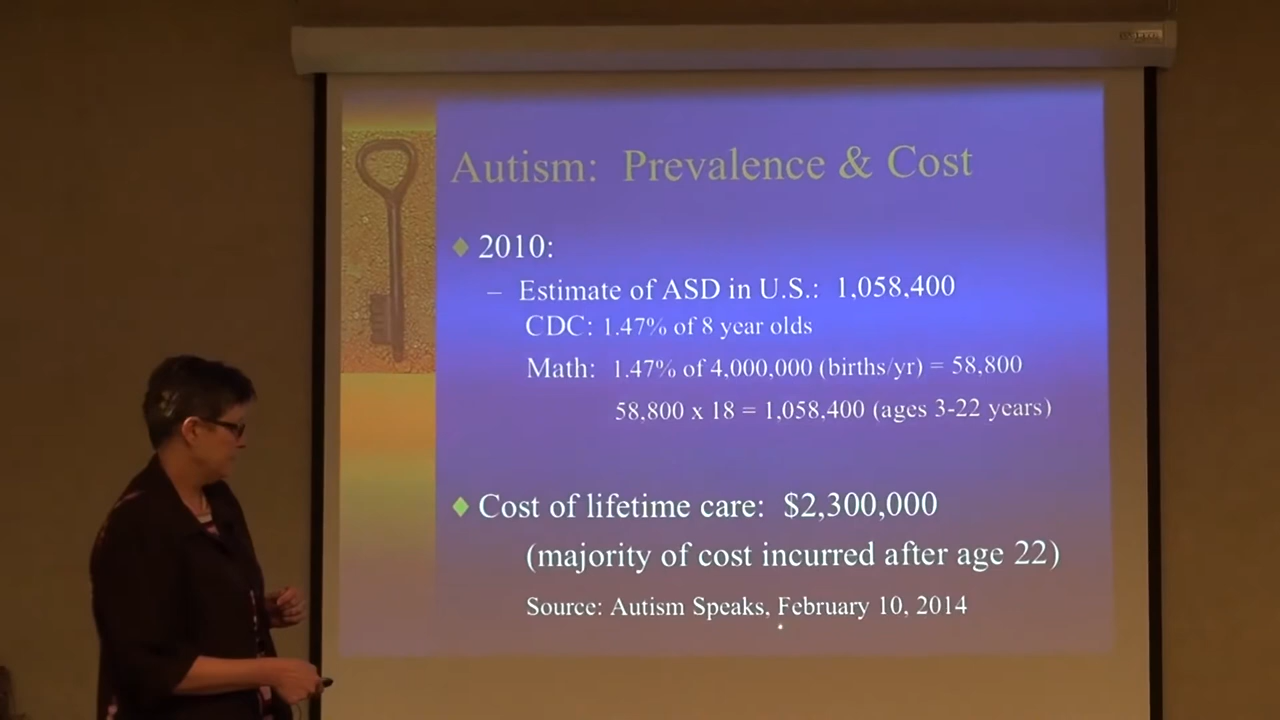 Autism: Prevalence & Cost
2010:
– Estimate of ASD in U.S.: 1,058,400
CDC: 1.47% of 8 year olds
Math: 1.47% of 4,000,000 (births/yr) = 58,800
58,800 x 18 = 1,058,400 (ages 3-22 years)
Cost of lifetime care: $2,300,000
(majority of cost incurred after age 22)
Source: Autism Speaks, February 10, 2014